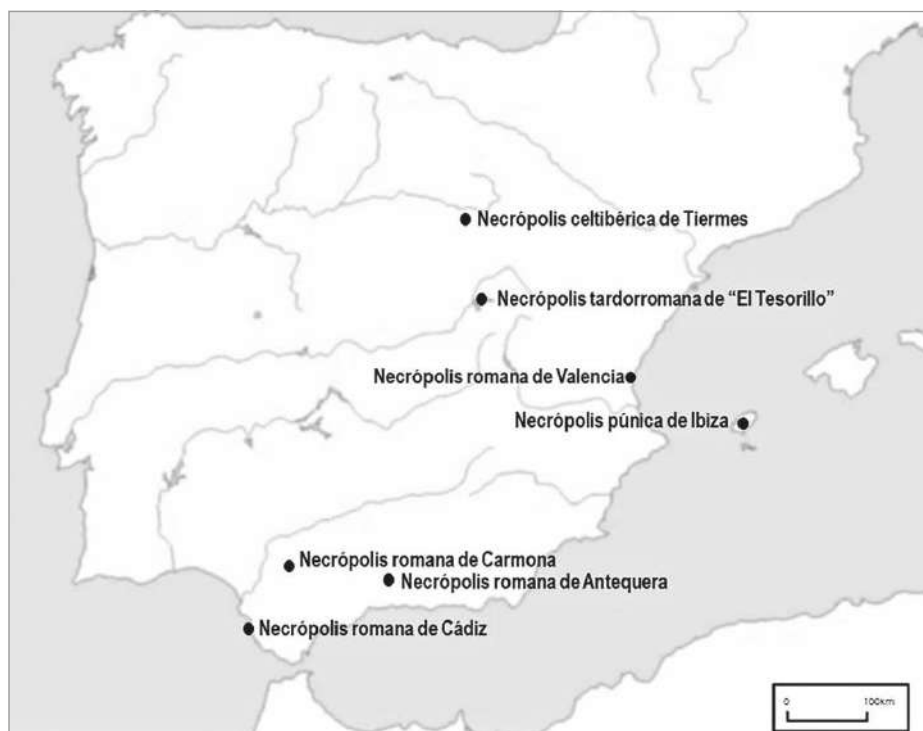 Necrópolis celtibérica de Tiermes
Necrópolis tardorromana de “El Tesorillo”
Necrópolis romana de Valencia
Necrópolis púnica de Ibiza
Necrópolis romana de Carmona
Necrópolis romana de Antequera
Necrópolis romana de Cádiz
0 100km